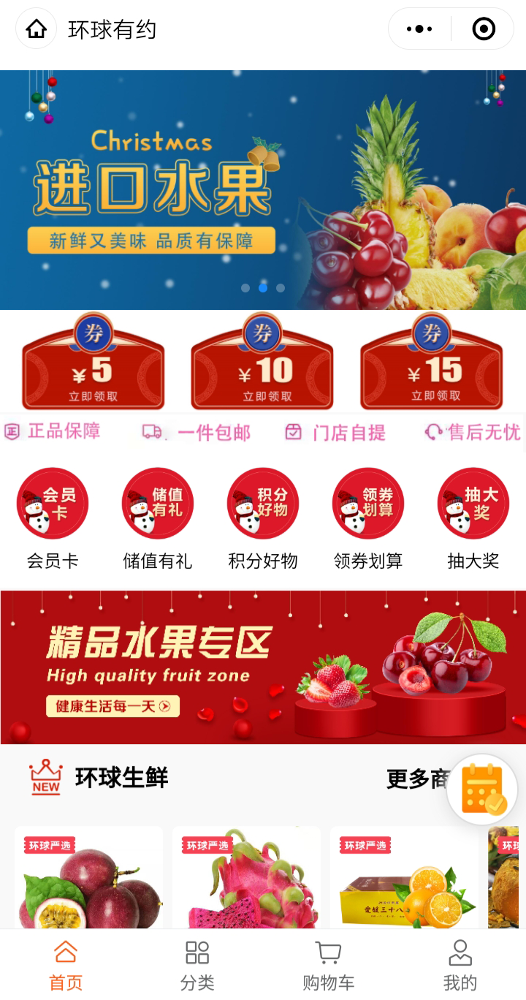 环球有约
Christmas
进口水果
新鲜又美味 品质有保障
券 券 券
¥5 ¥10 ¥15
立即领取 立即领取 立即领取
正 正品保障 一件包邮 门店自提 售后无忧
会员 储值 积分 领券 抽大
卡 有礼 好物 划算 奖
会员卡 储值有礼 积分好物 领券划算 抽大奖
精品水果专区
High quality fruit zone
健康生活每一天
NEW 环球生鲜 更多商
环球严选 环球严选 环球严选 环球
愛媛三十八
首页 分类 购物车 我的